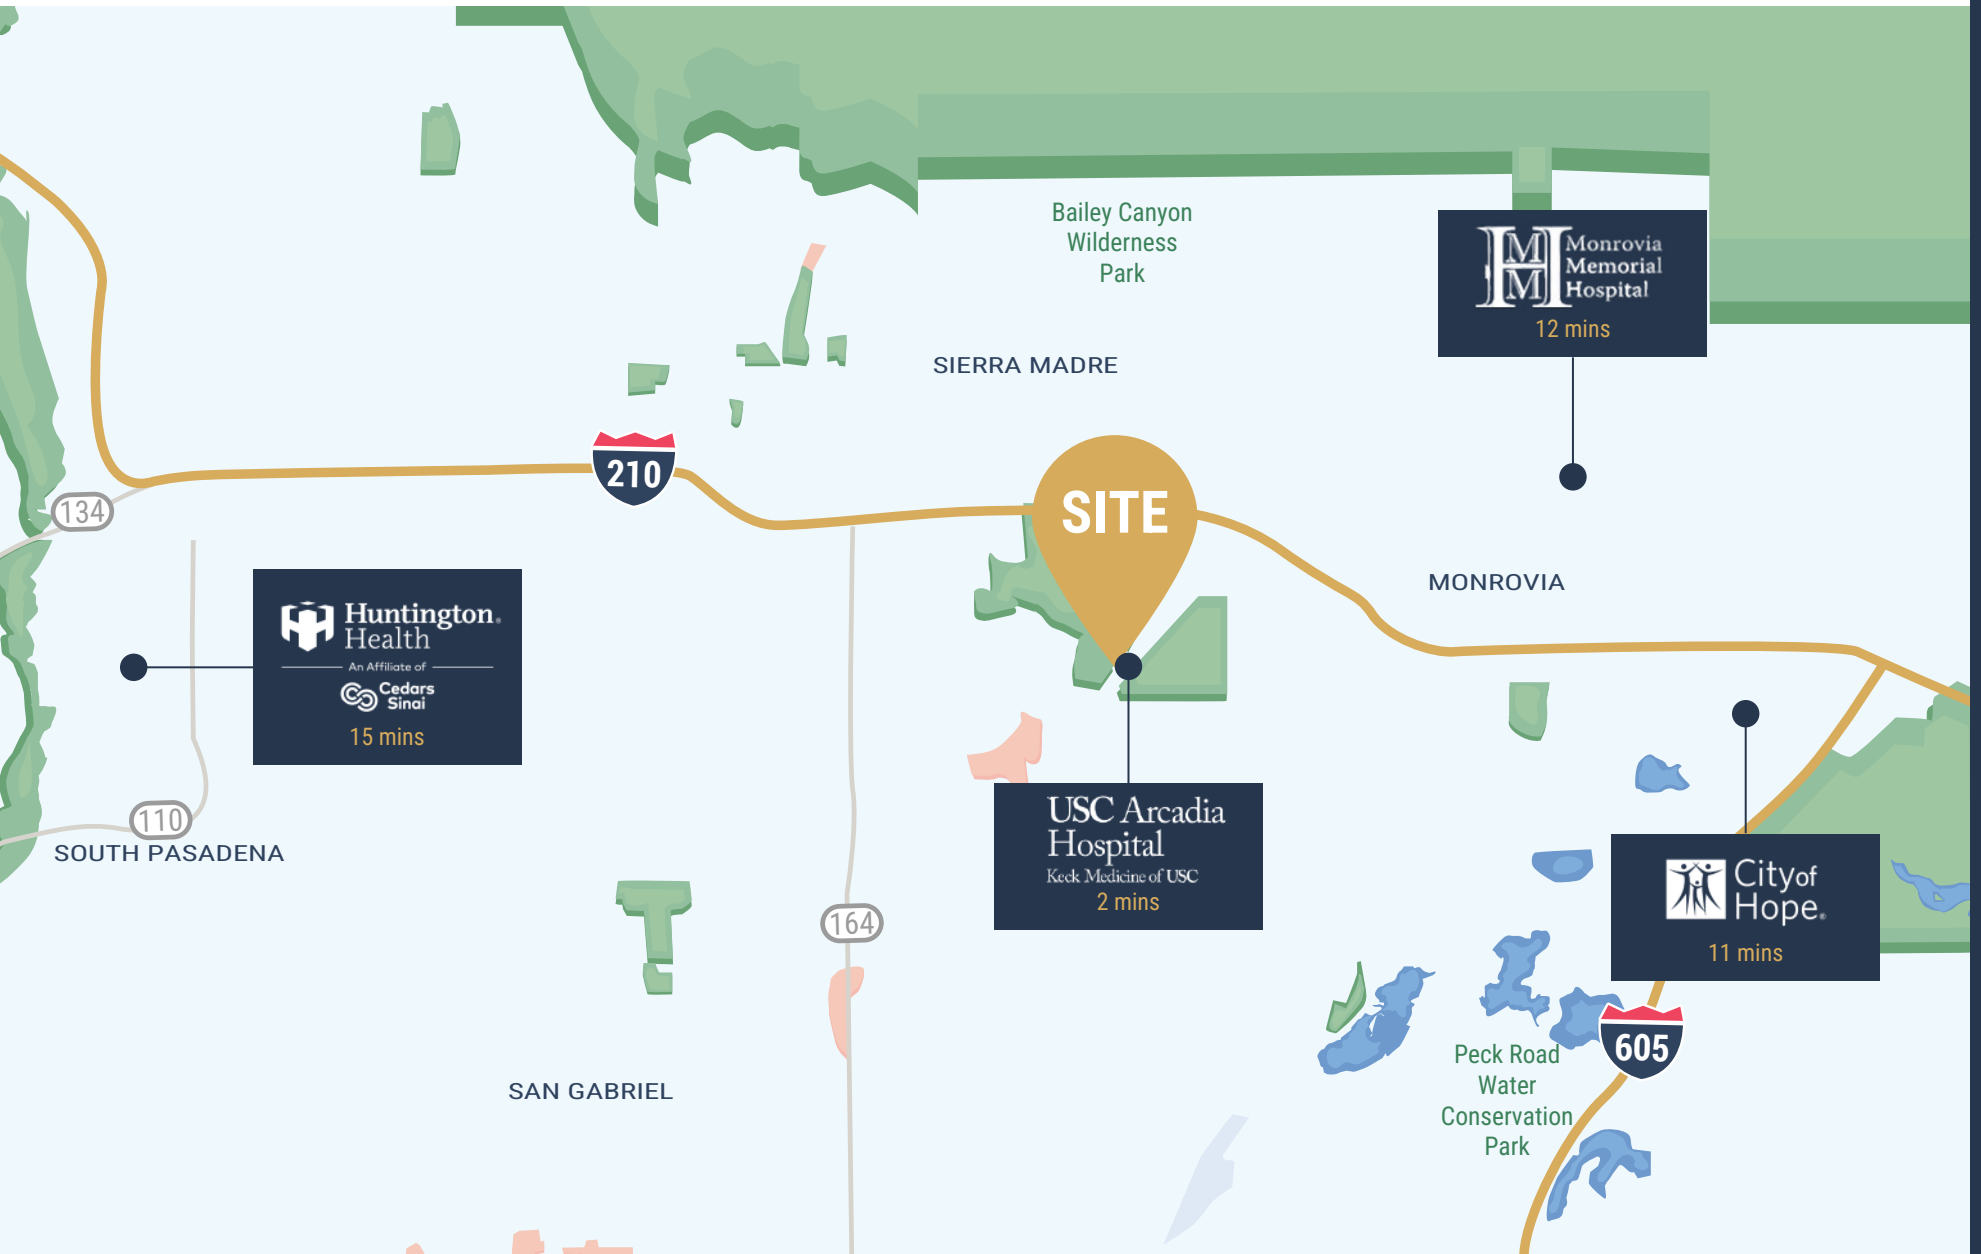 Bailey Canyon
Wilderness
Park
Monrovia
Memorial
Hospital
12 mins
SIERRA MADRE
210
SITE
134
MONROVIA
Huntington
Health
An Affiliate of
Cedars
Sinai
15 mins
110
SOUTH PASADENA
USC Arcadia
Hospital
Keck Medicine of USC
2 mins
164
City of
Hope
11 mins
605
Peck Road
Water
Conservation
Park
SAN GABRIEL